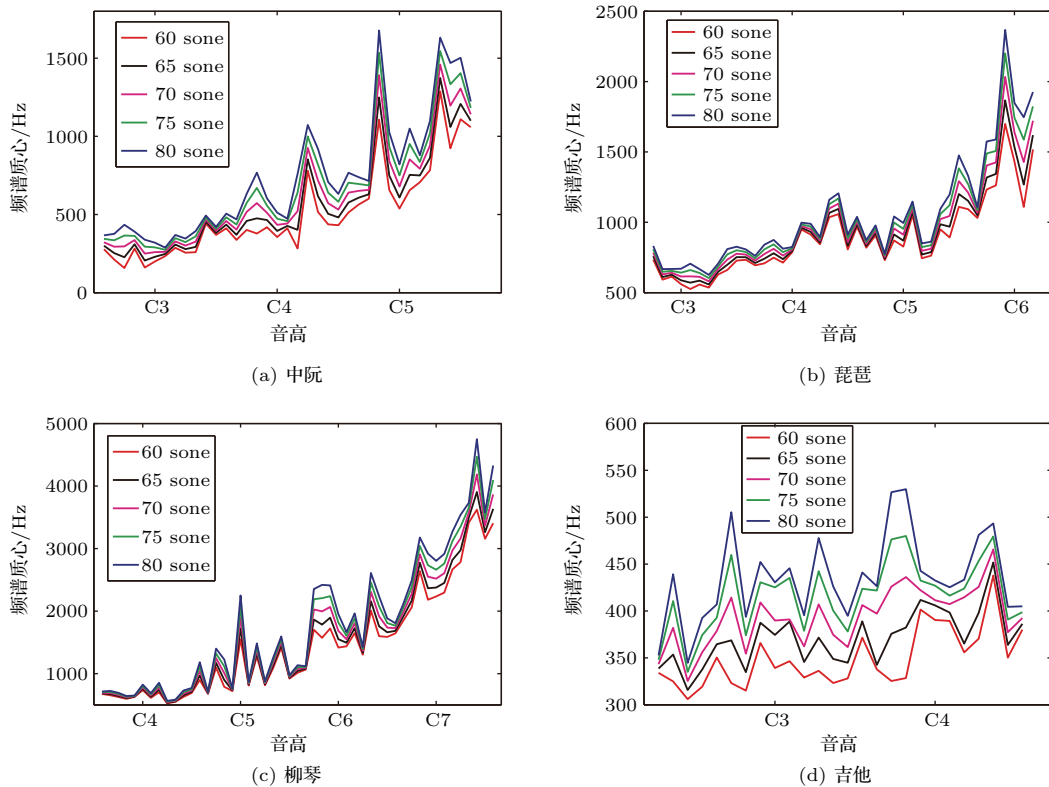 频谱质心/Hz
1500
1000
500
0
60 sone
65 sone
70 sone
75 sone
80 sone
C3 C4 C5
音高
(a) 中阮
频谱质心/Hz
2500
2000
1500
1000
500
60 sone
65 sone
70 sone
75 sone
80 sone
C3 C4 C5 C6
音高
(b) 琵琶
频谱质心/Hz
5000
4000
3000
2000
1000
60 sone
65 sone
70 sone
75 sone
80 sone
C4 C5 C6 C7
音高
(c) 柳琴
频谱质心/Hz
600
550
500
450
400
350
300
60 sone
65 sone
70 sone
75 sone
80 sone
C3 C4
音高
(d) 吉他